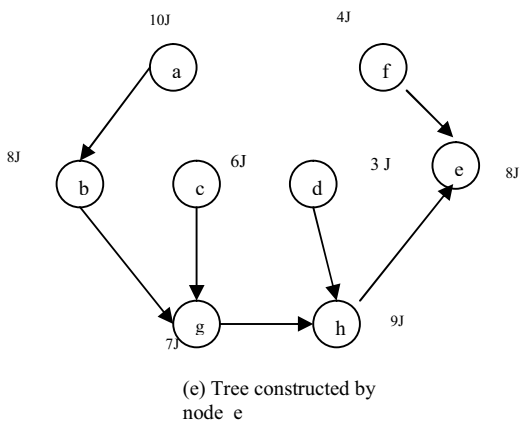 10J
4J
a
f
8J
b
6J
c
d
3 J
e
8J
g
7J
h
9J
(e) Tree constructed by
node e